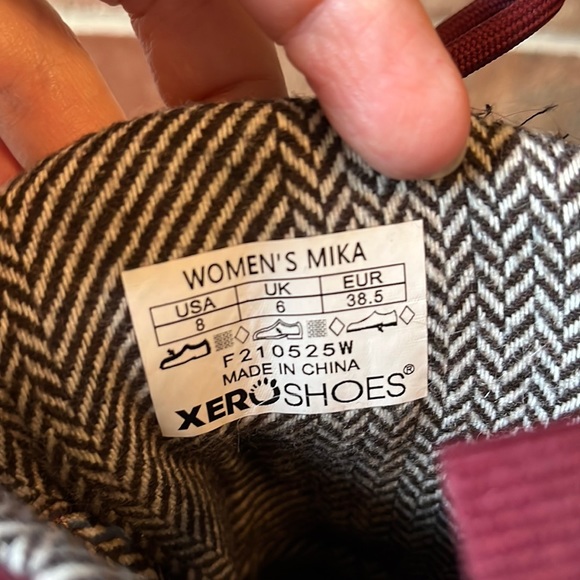 WOMEN'S MIKA
USA UK EUR
8 6 38.5
F210525W
MADE IN CHINA
XEROSHOES®